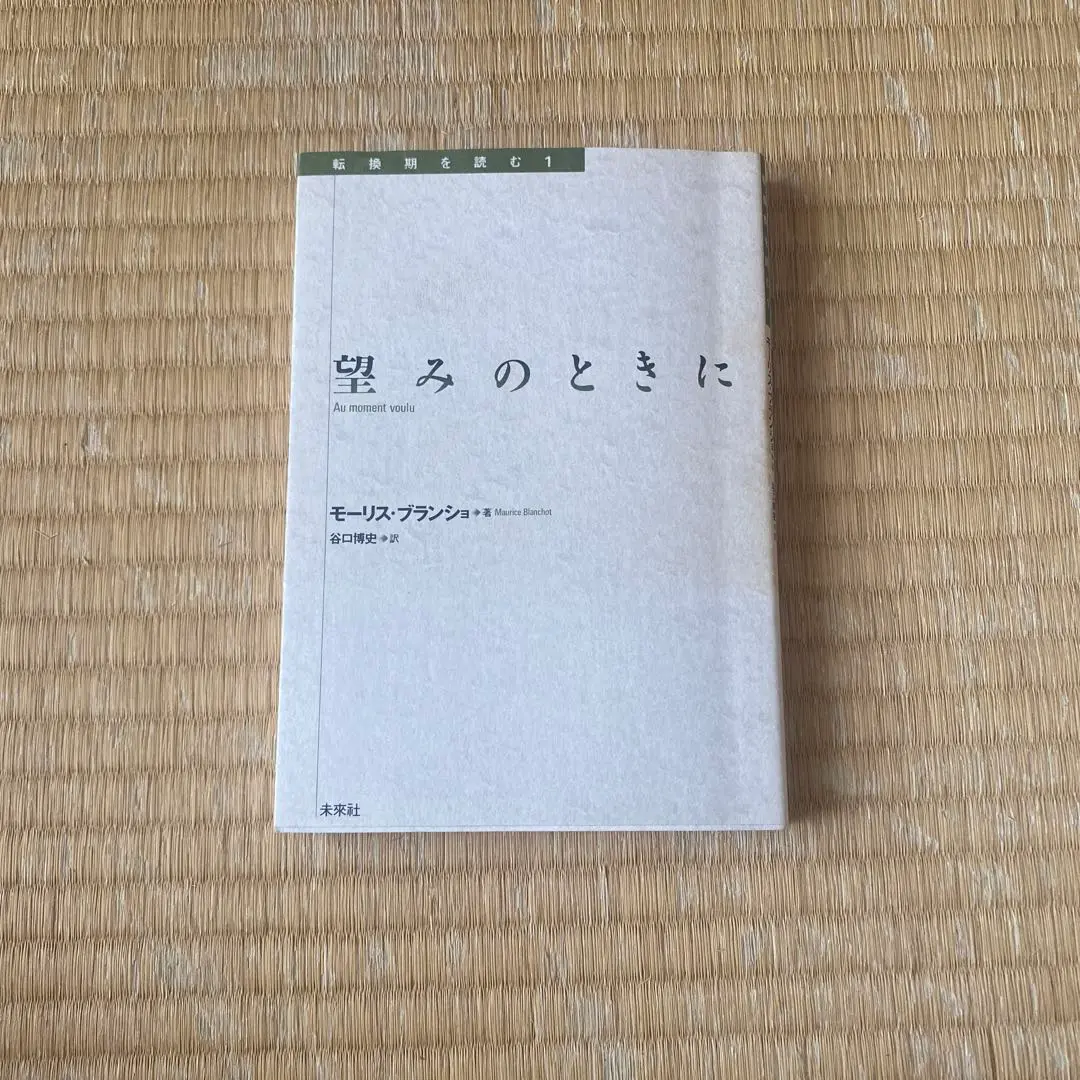 転換期を読む1
望みのときに
Au moment voulu
モーリス・ブランショ◆著 Maurice Blanchot
谷口博史◆訳
未來社